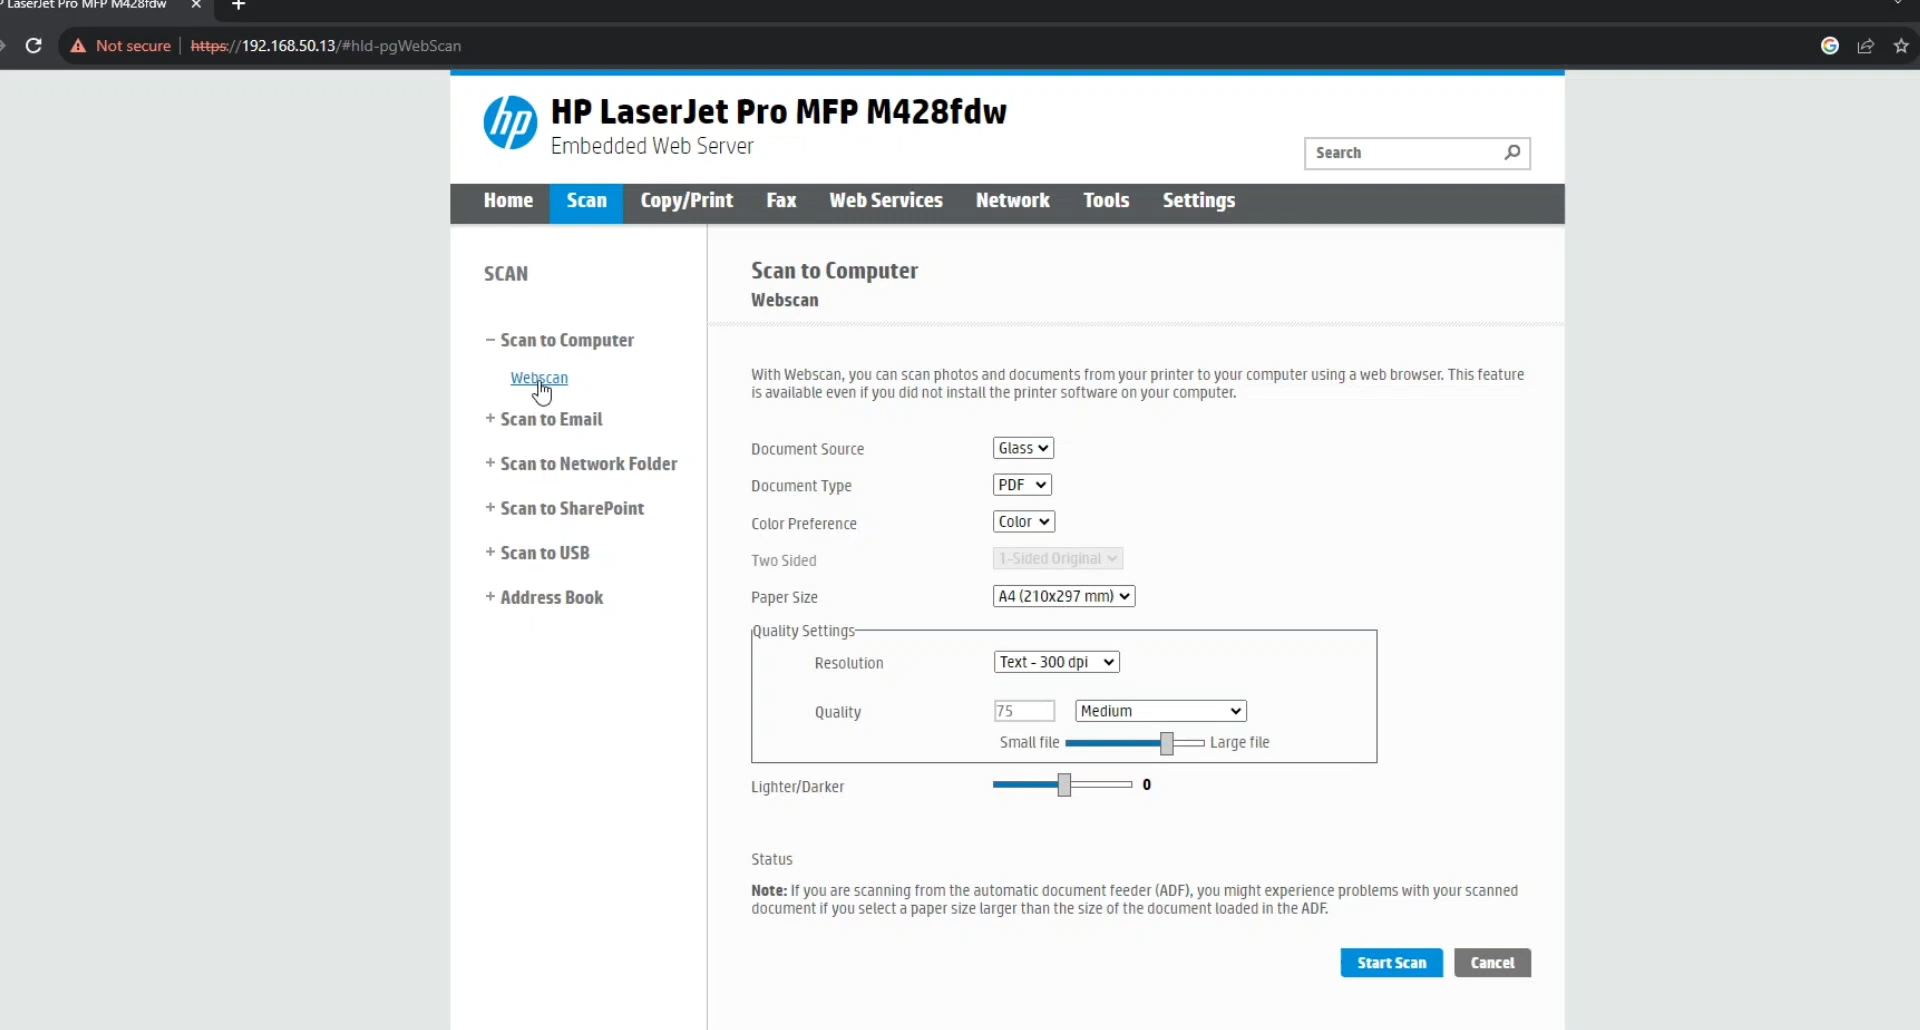 LaserJet Pro MFP M428fdw
Not secure https://192.168.50.13/#hId-pgWebScan
hp
HP LaserJet Pro MFP M428fdw
Embedded Web Server
Search
Home Scan Copy/Print Fax Web Services Network Tools Settings
SCAN
− Scan to Computer
Webscan
+ Scan to Email
+ Scan to Network Folder
+ Scan to SharePoint
+ Scan to USB
+ Address Book
Scan to Computer
Webscan
With Webscan, you can scan photos and documents from your printer to your computer using a web browser. This feature
is available even if you did not install the printer software on your computer.
Document Source Glass
Document Type PDF
Color Preference Color
Two Sided 1-Sided Original
Paper Size A4 (210x297 mm)
Quality Settings
Resolution Text - 300 dpi
Quality 75 Medium
Small file Large file
Lighter/Darker 0
Status
Note: If you are scanning from the automatic document feeder (ADF), you might experience problems with your scanned
document if you select a paper size larger than the size of the document loaded in the ADF.
Start Scan Cancel